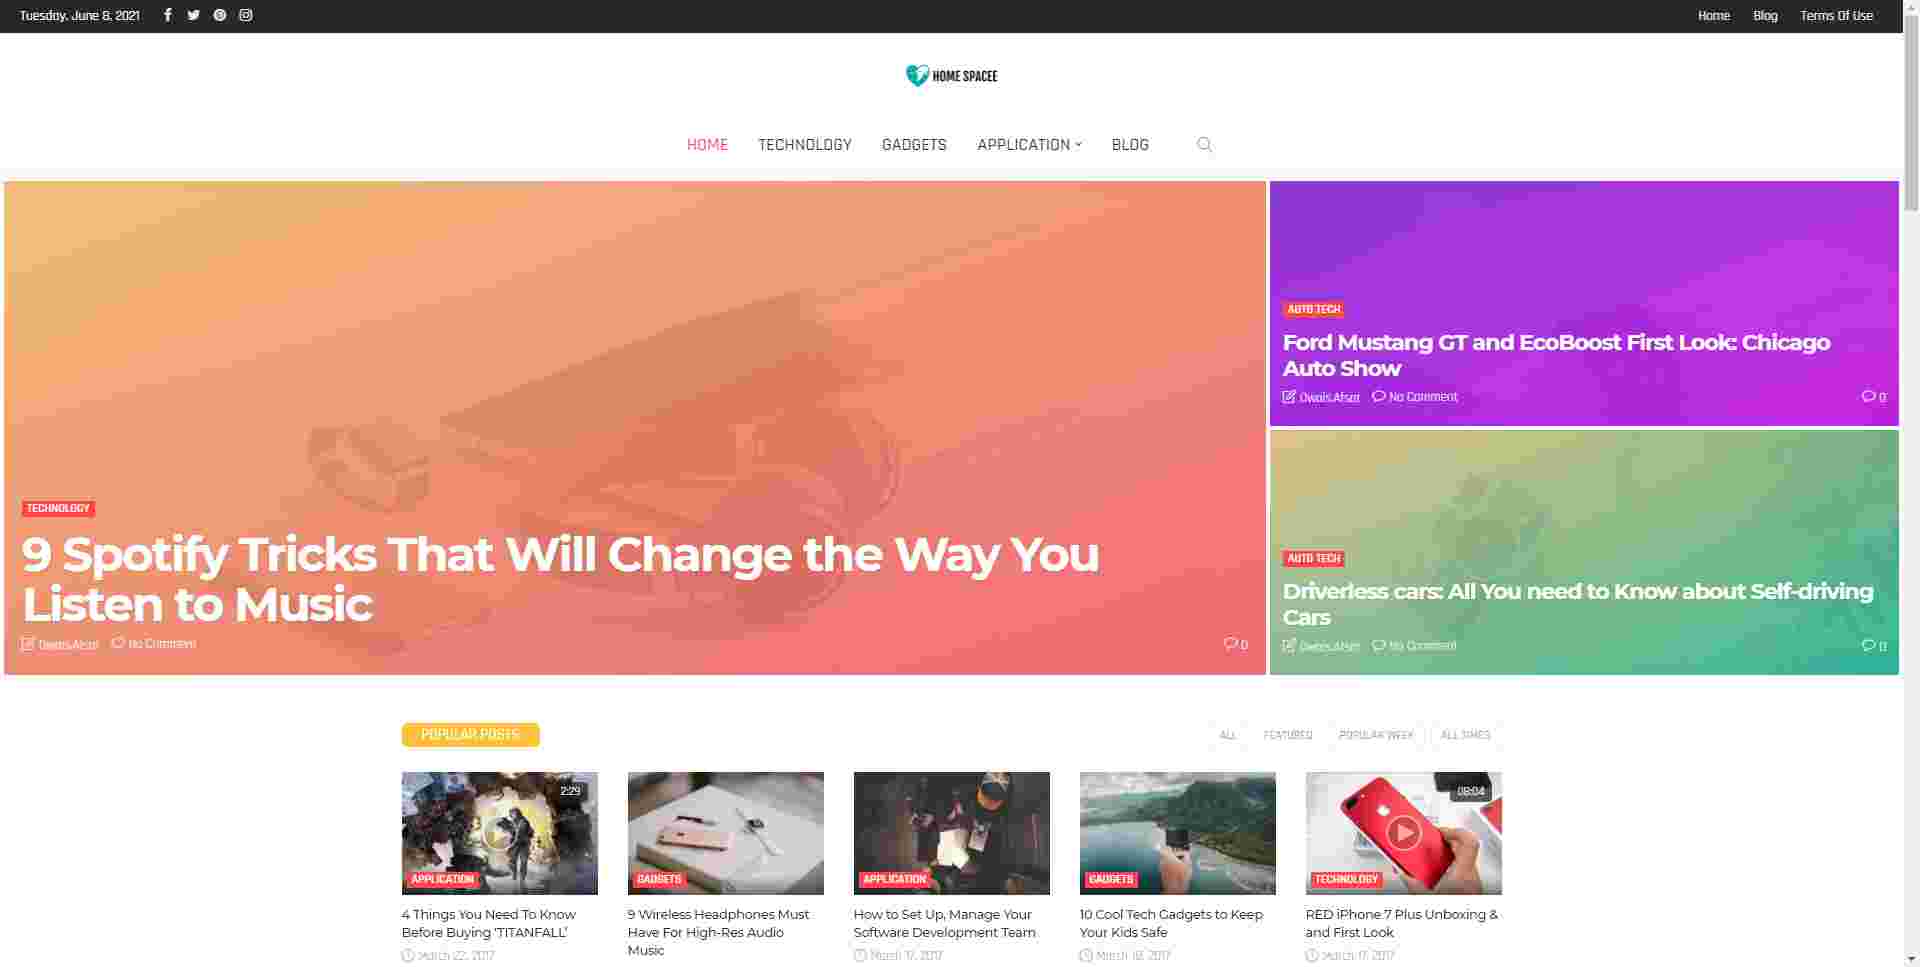 Tuesday, June 8, 2021
Home Blog Terms Of Use
HOME SPACEE
HOME TECHNOLOGY GADGETS APPLICATION BLOG
TECHNOLOGY
9 Spotify Tricks That Will Change the Way You
Listen to Music
Owais.Afsar No Comment 0
AUTO TECH
Ford Mustang GT and EcoBoost First Look: Chicago
Auto Show
Owais.Afsar No Comment 0
AUTO TECH
Driverless cars: All You need to Know about Self-driving
Cars
Owais.Afsar No Comment 0
POPULAR POSTS
ALL FEATURED POPULAR WEEK ALL TIMES
2:29
APPLICATION
4 Things You Need To Know
Before Buying ‘TITANFALL’
March 22, 2017
GADGETS
9 Wireless Headphones Must
Have For High-Res Audio
Music
APPLICATION
How to Set Up, Manage Your
Software Development Team
March 17, 2017
GADGETS
10 Cool Tech Gadgets to Keep
Your Kids Safe
March 18, 2017
08:04
TECHNOLOGY
RED iPhone 7 Plus Unboxing &
and First Look
March 17, 2017